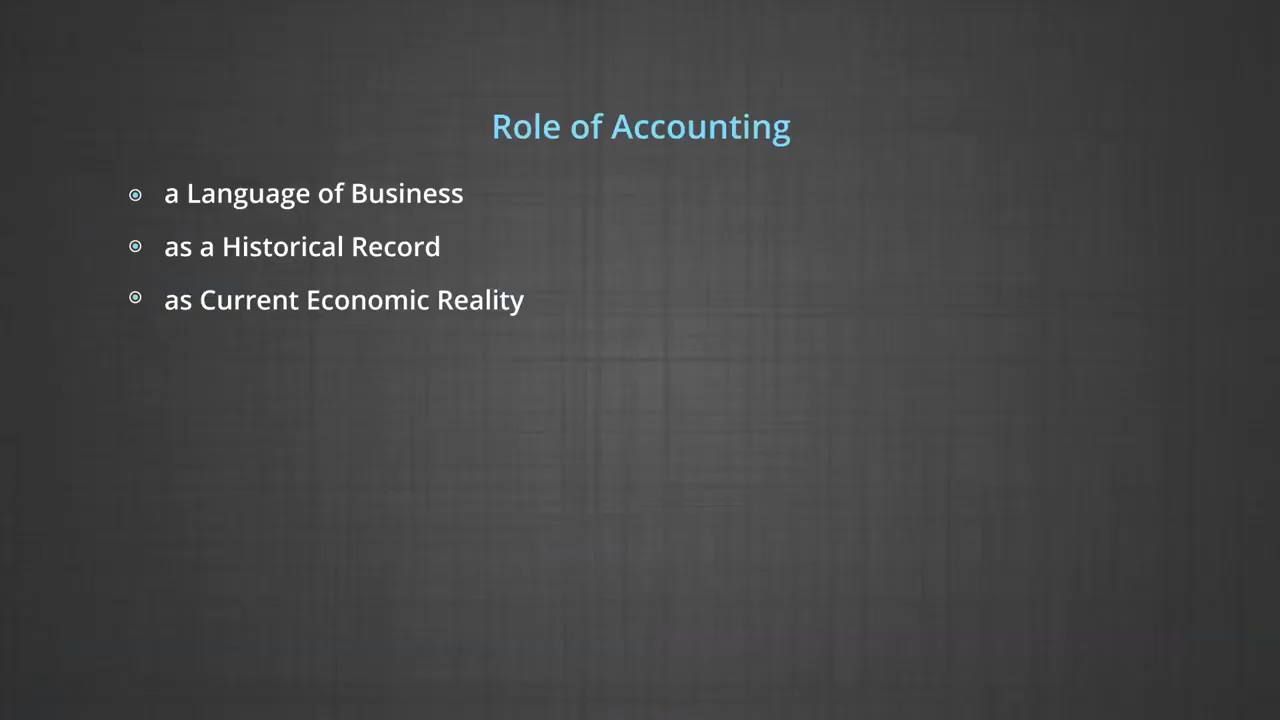 Role of Accounting
a Language of Business
as a Historical Record
as Current Economic Reality